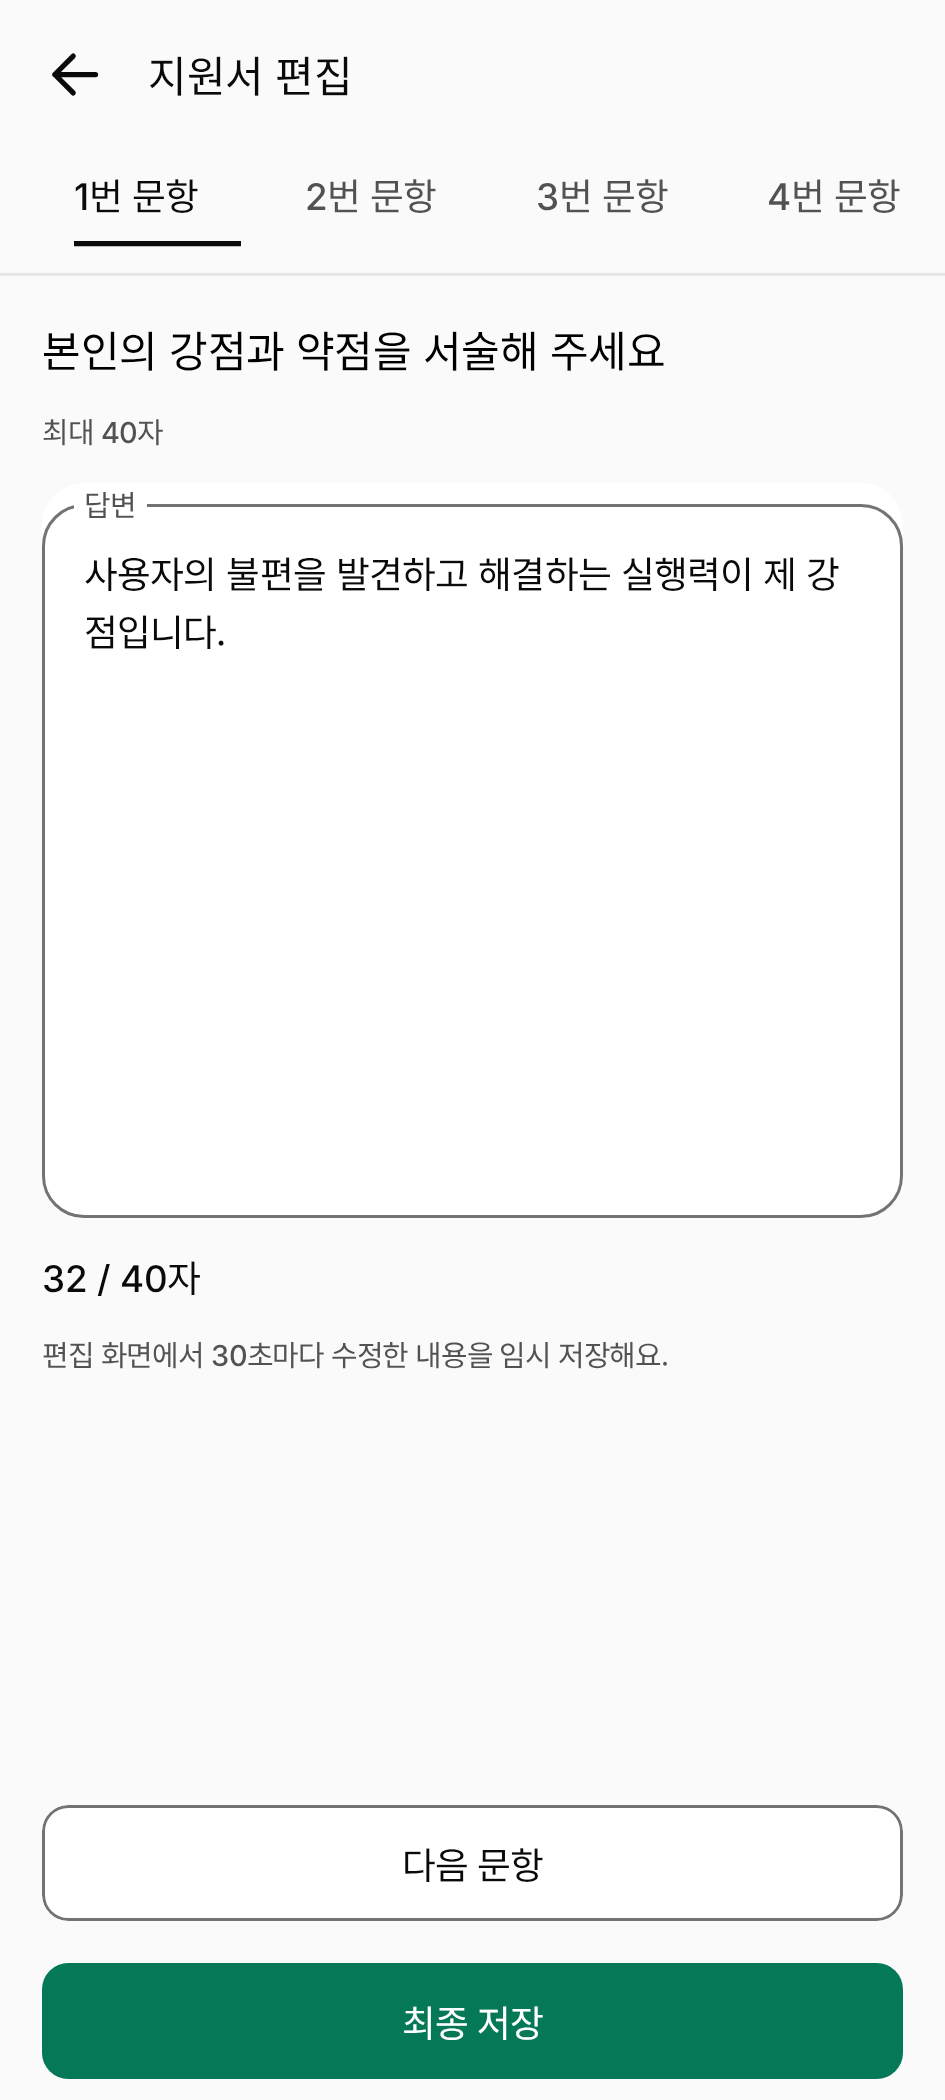 지원서 편집
1번 문항
2번 문항
3번 문항
4번 문항
본인의 강점과 약점을 서술해 주세요
최대 40자
답변
사용자의 불편을 발견하고 해결하는 실행력이 제 강
점입니다.
32 / 40자
편집 화면에서 30초마다 수정한 내용을 임시 저장해요.
다음 문항
최종 저장